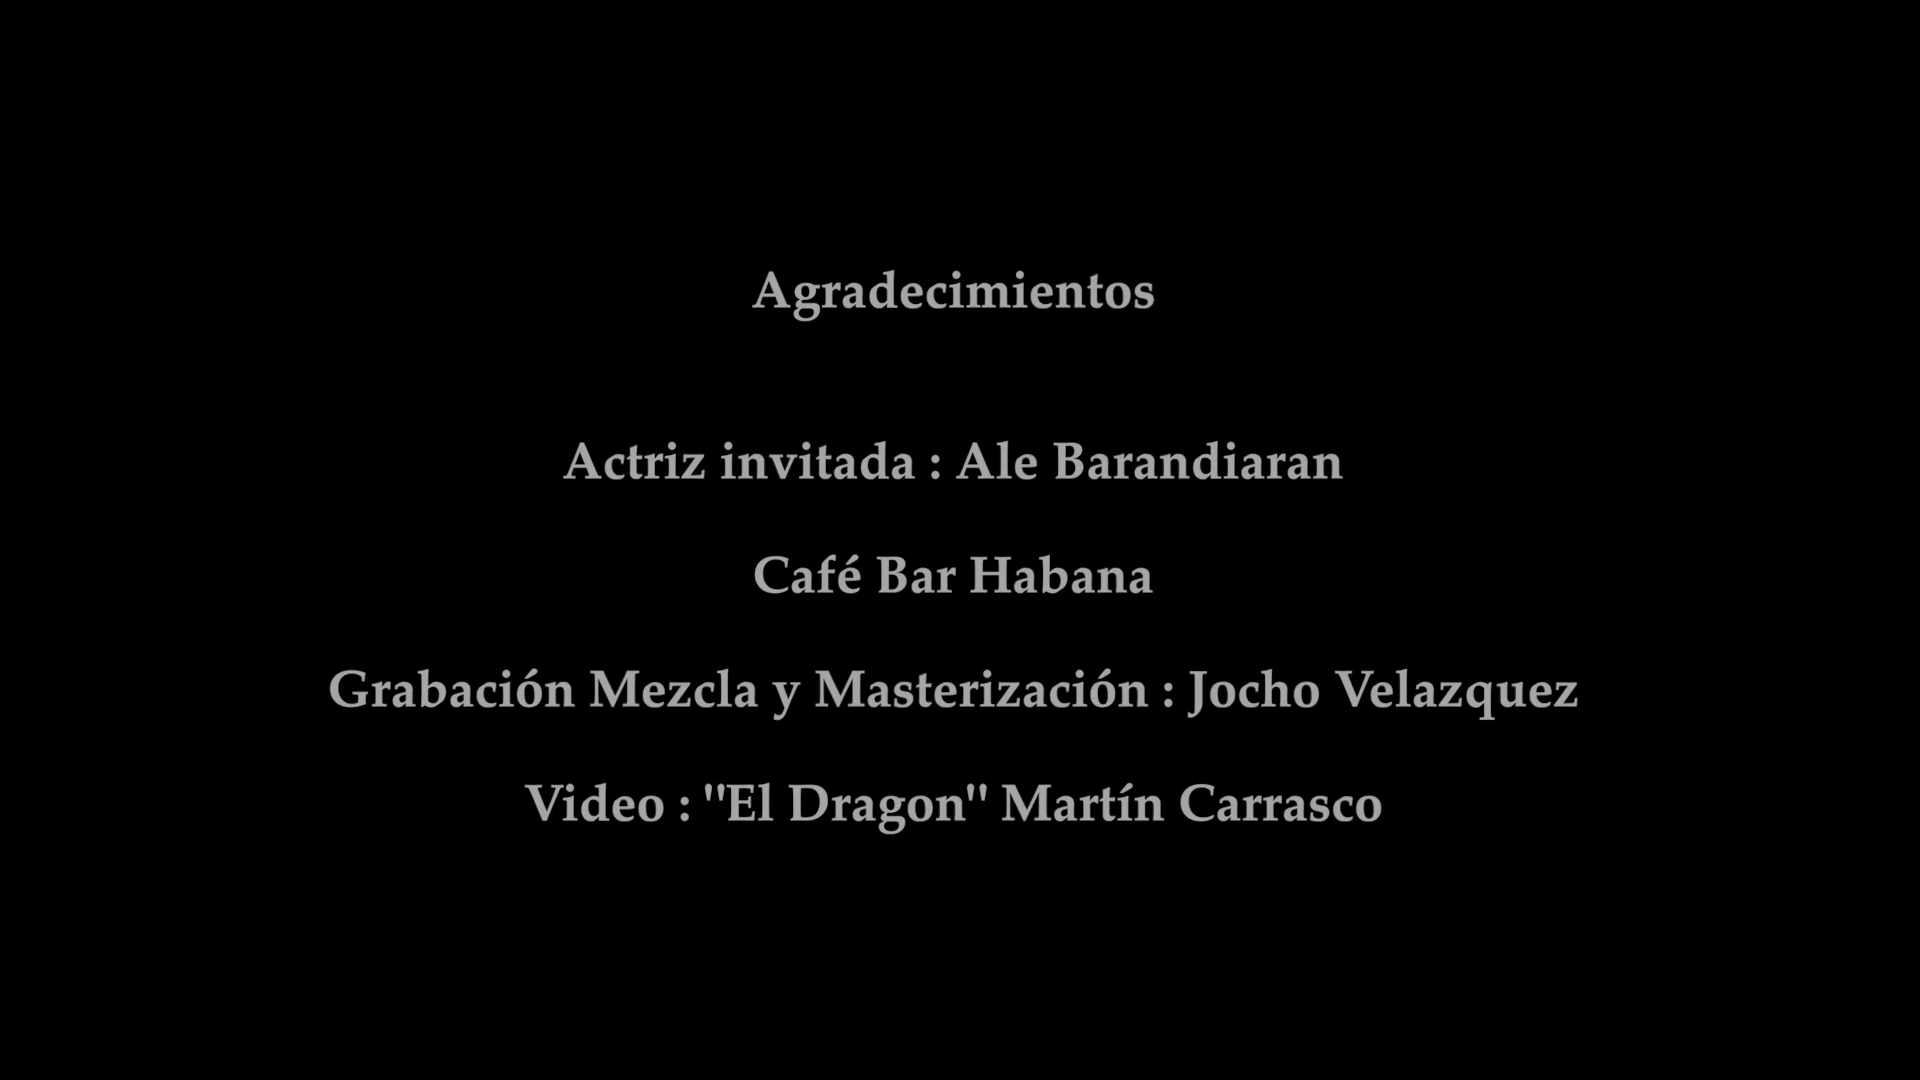 Agradecimientos
Actriz invitada : Ale Barandiaran
Café Bar Habana
Grabación Mezcla y Masterización : Jocho Velazquez
Video : "El Dragon" Martín Carrasco